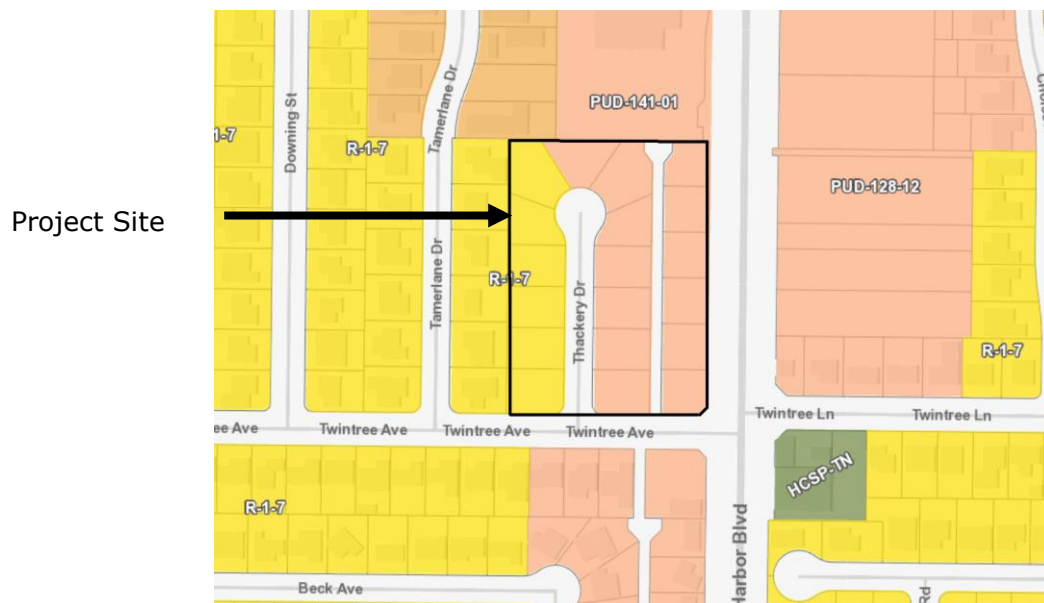 PUD-141-01
Tamerlane Dr
Downing St
1-7
R-1-7
PUD-128-12
Project Site
Tamerlane Dr
R-1-7
Thackery Dr
R-1-7
Twintree Ln
Twintree Ln
ee Ave
Twintree Ave
Twintree Ave
Twintree Ave
HCSP-TN
R-1-7
Harbor Blvd
Beck Ave
Rd